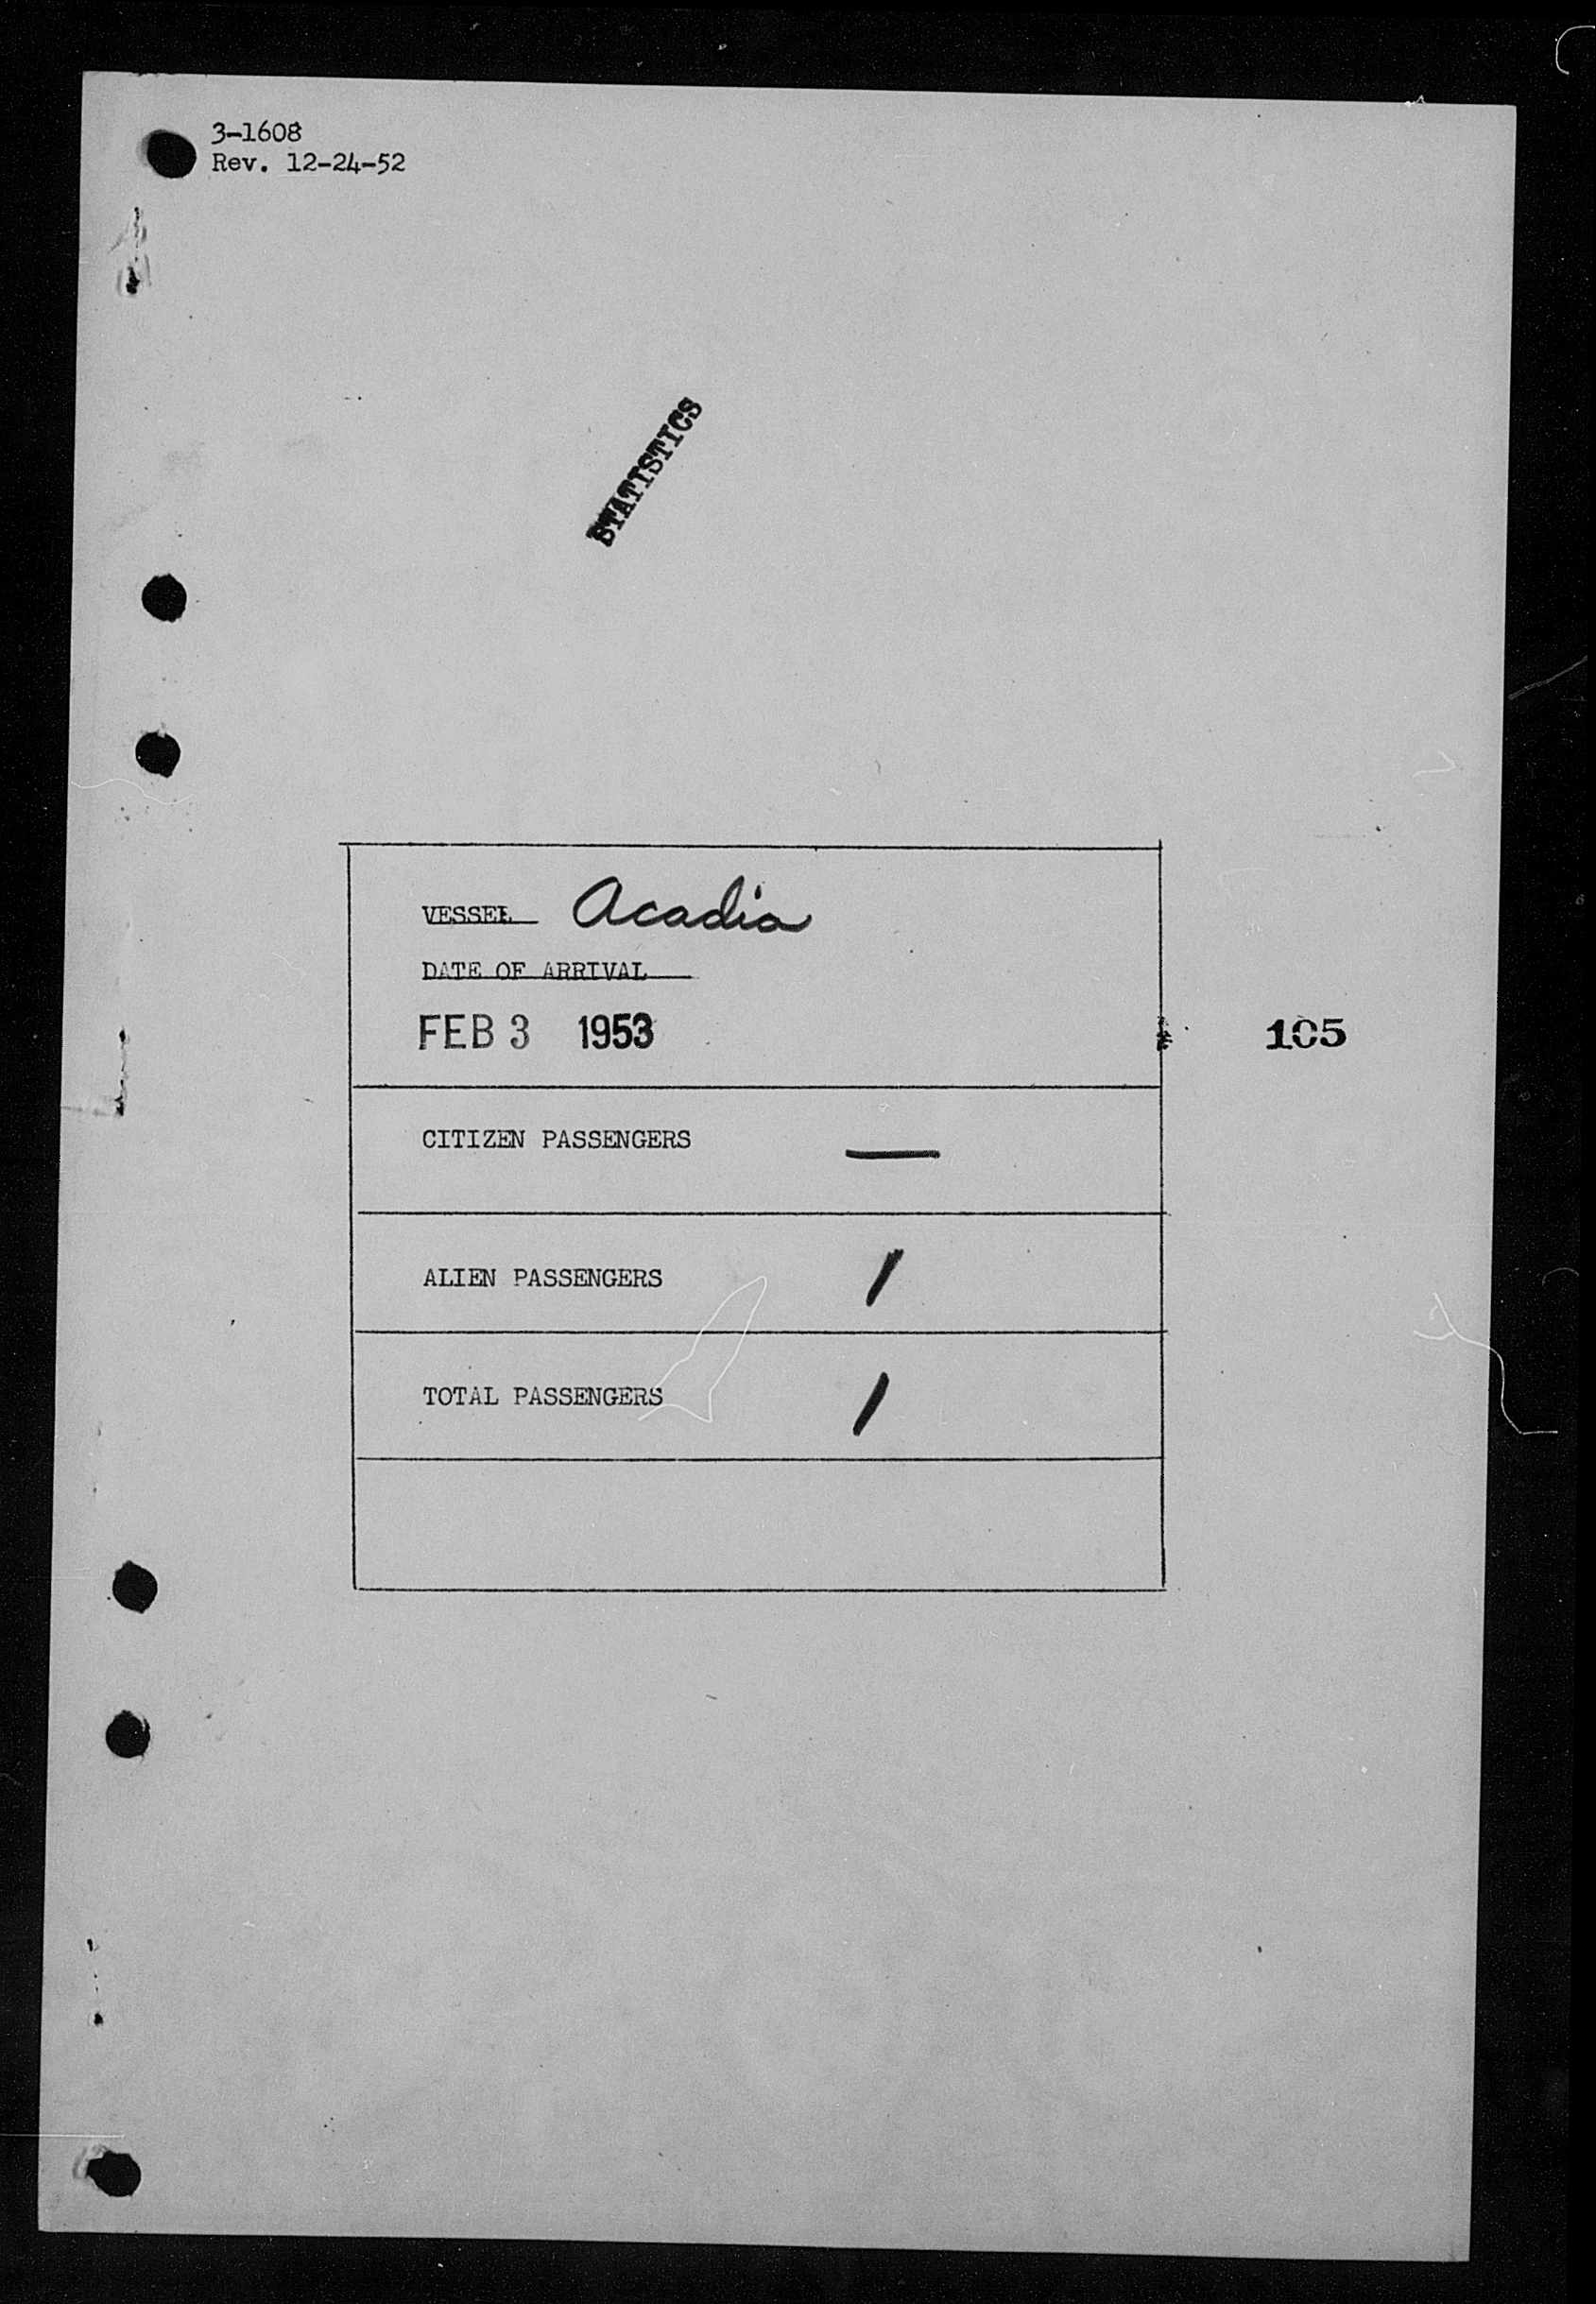 3-1608
Rev. 12-24-52
STATISTICS
VESSEL Acadia
DATE OF ARRIVAL
FEB 3 1953
105
CITIZEN PASSENGERS —
ALIEN PASSENGERS 1
TOTAL PASSENGERS 1